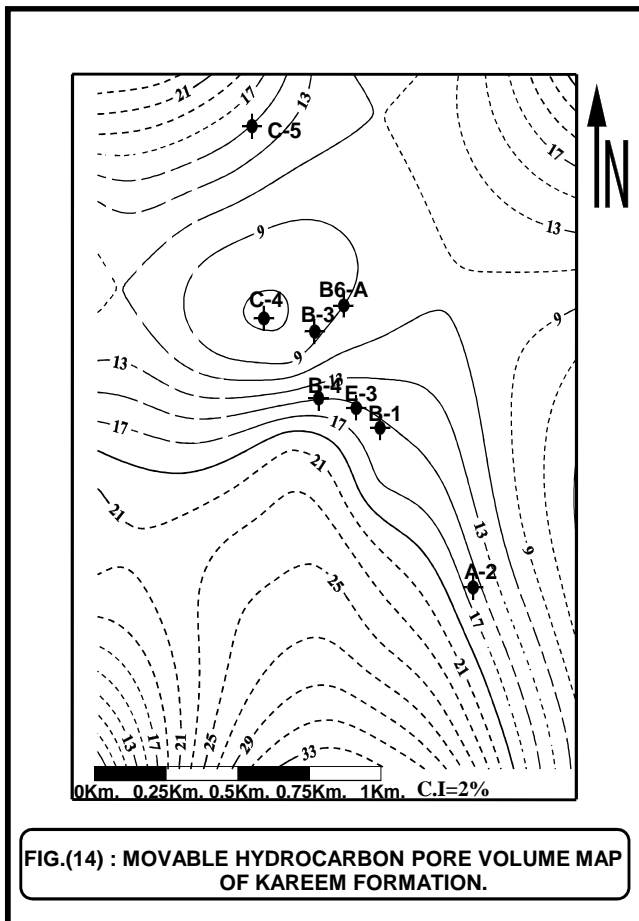 21
17
13
C-5
N
17
13
9
C-4
B6-A
B-3
9
9
13
13
B-4
E-3
B-1
17
17
21
21
13
9
A-2
25
17
21
13
17
21
25
29
33
0Km. 0.25Km. 0.5Km. 0.75Km. 1Km. C.I=2%
FIG.(14) : MOVABLE HYDROCARBON PORE VOLUME MAP
OF KAREEM FORMATION.